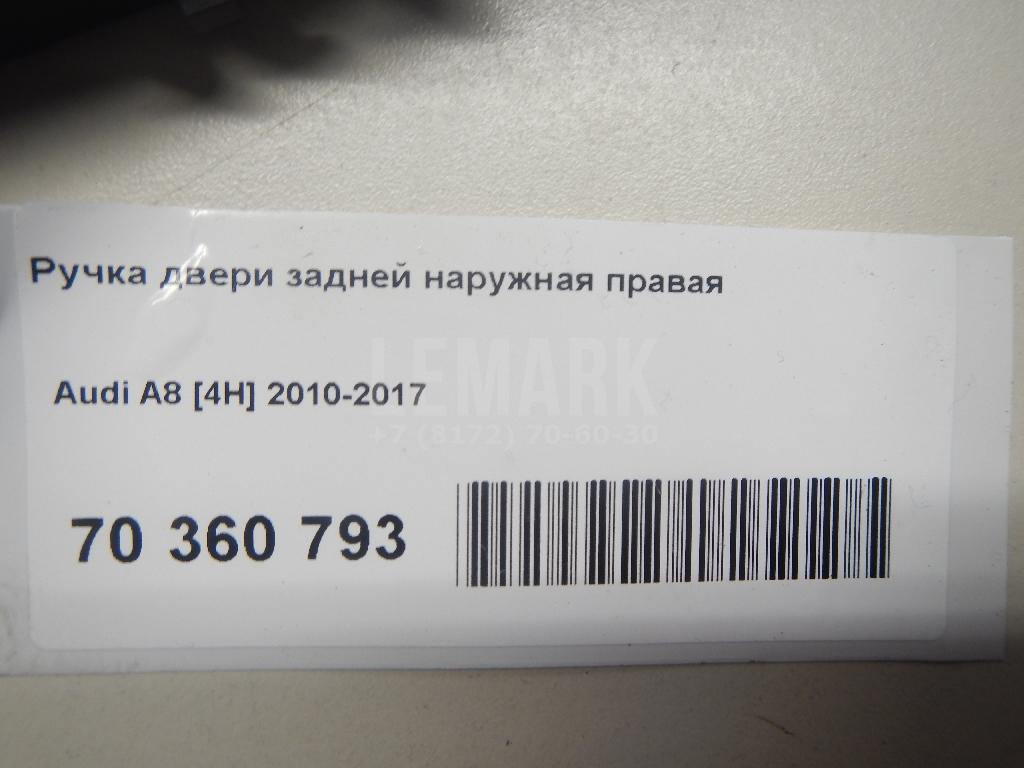 Ручка двери задней наружная правая
LEMARK
Audi A8 [4H] 2010-2017
+7 (8172) 70-60-30
70 360 793